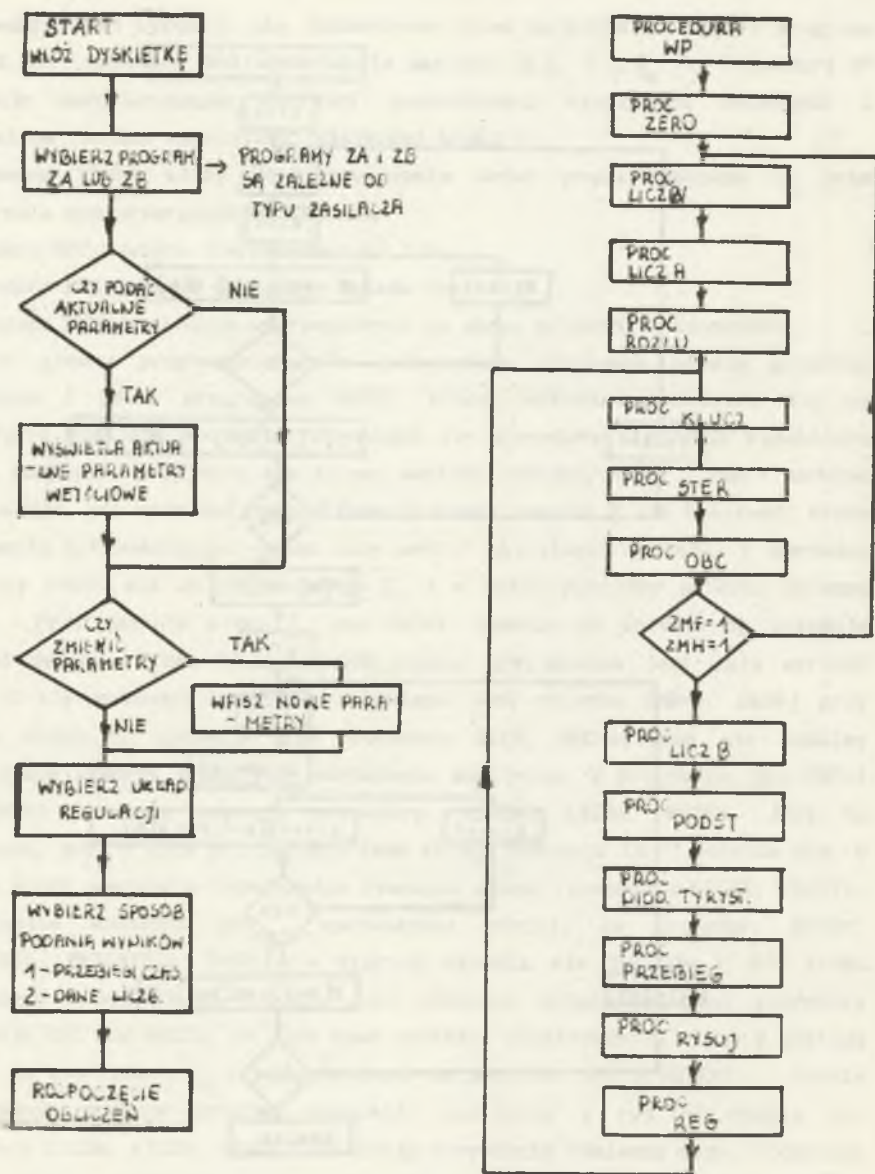 START
WŁÓŻ DYSKIETKĘ
WYBIERZ PROGRAM
ZA LUB ZB
PROGRAMY ZA i ZB
SĄ ZALEŻNE OD
TYPU ZASILACZA
CZY PODAĆ
AKTUALNE
PARAMETRY
NIE
TAK
WYŚWIETLA AKTUA
-LNE PARAMETRY
WEJŚCIOWE
CZY
ZMIENIĆ
PARAMETRY
TAK
NIE
WPISZ NOWE PARA
- METRY
WYBIERZ UKŁAD
REGULACJI
WYBIERZ SPOSÓB
PODANIA WYNIKÓW
1-PRZEBIEGI CZAS.
2-DANE LICZB.
ROZPOCZĘCIE
OBLICZEŃ
PROCEDURA
WP
PROC
ZERO
PROC
PROC
LICZ A
PROC
PROC
KLUCZ
PROC
STER
PROC
OBC
ZMF=1
ZMH=1
PROC
LICZ B
PROC
PODST
PROC
DIOD. TYRYST.
PROC
PRZEBIEG
PROC
RYSUJ
PROC
REG